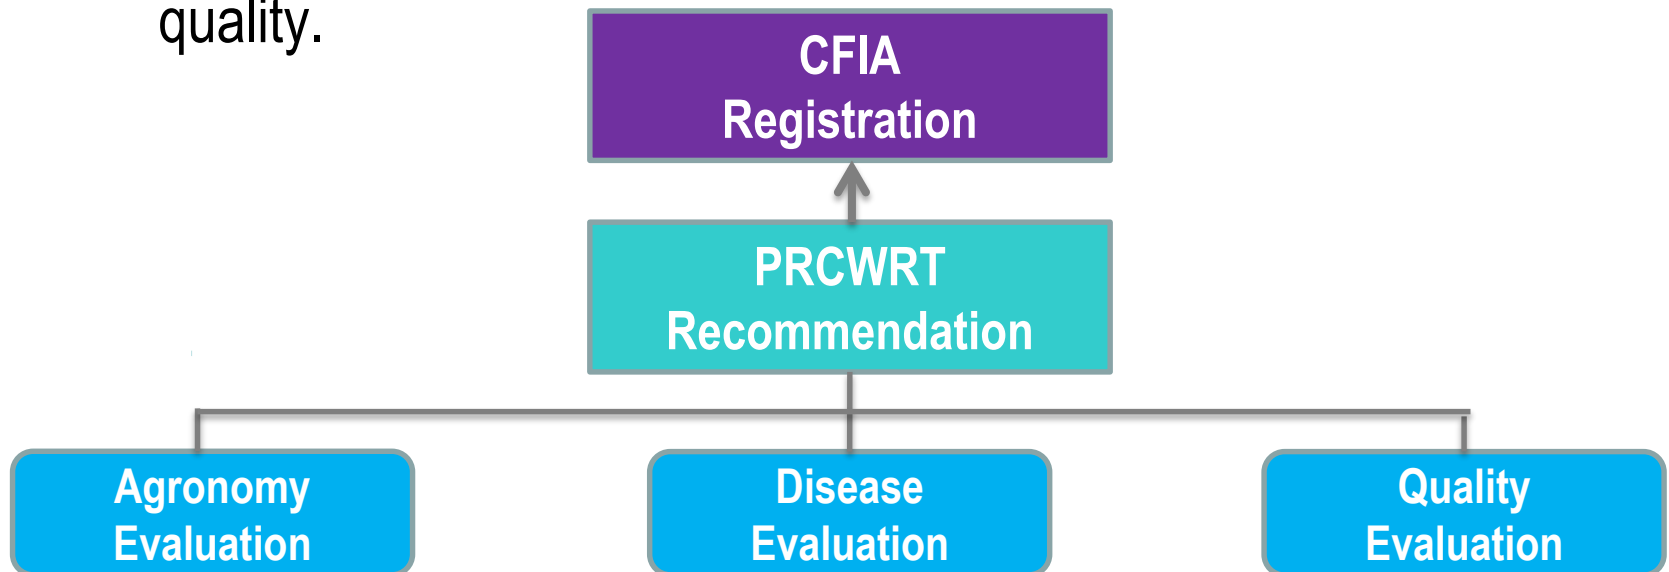 quality.
CFIA
Registration
PRCWRT
Recommendation
Agronomy
Evaluation
Disease
Evaluation
Quality
Evaluation